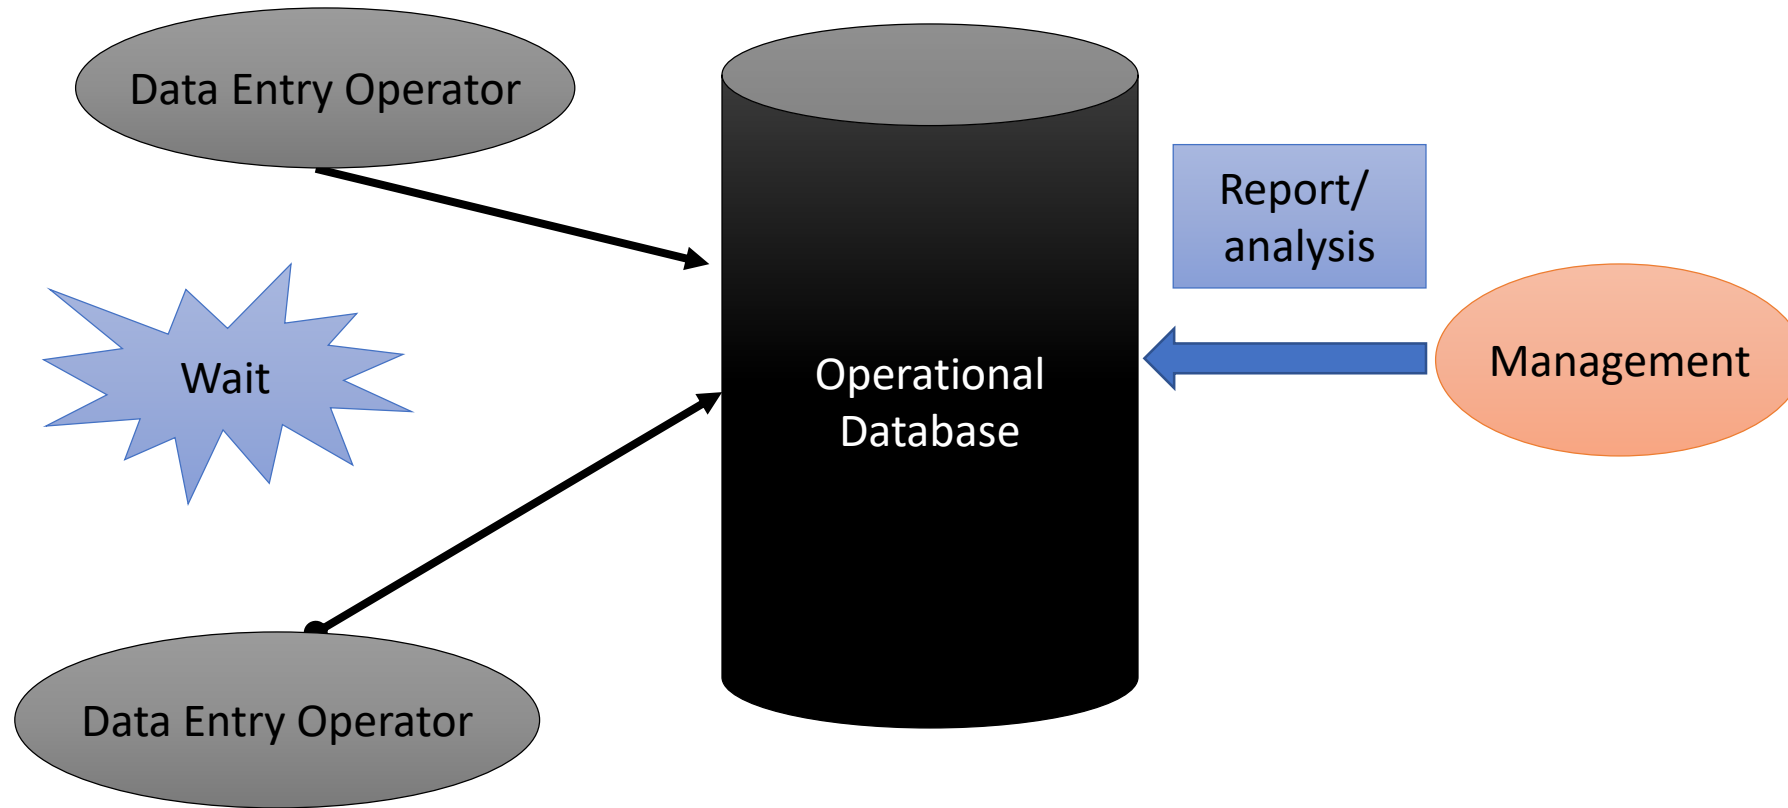 Data Entry Operator
Report/
analysis
Wait
Operational
Database
Management
Data Entry Operator